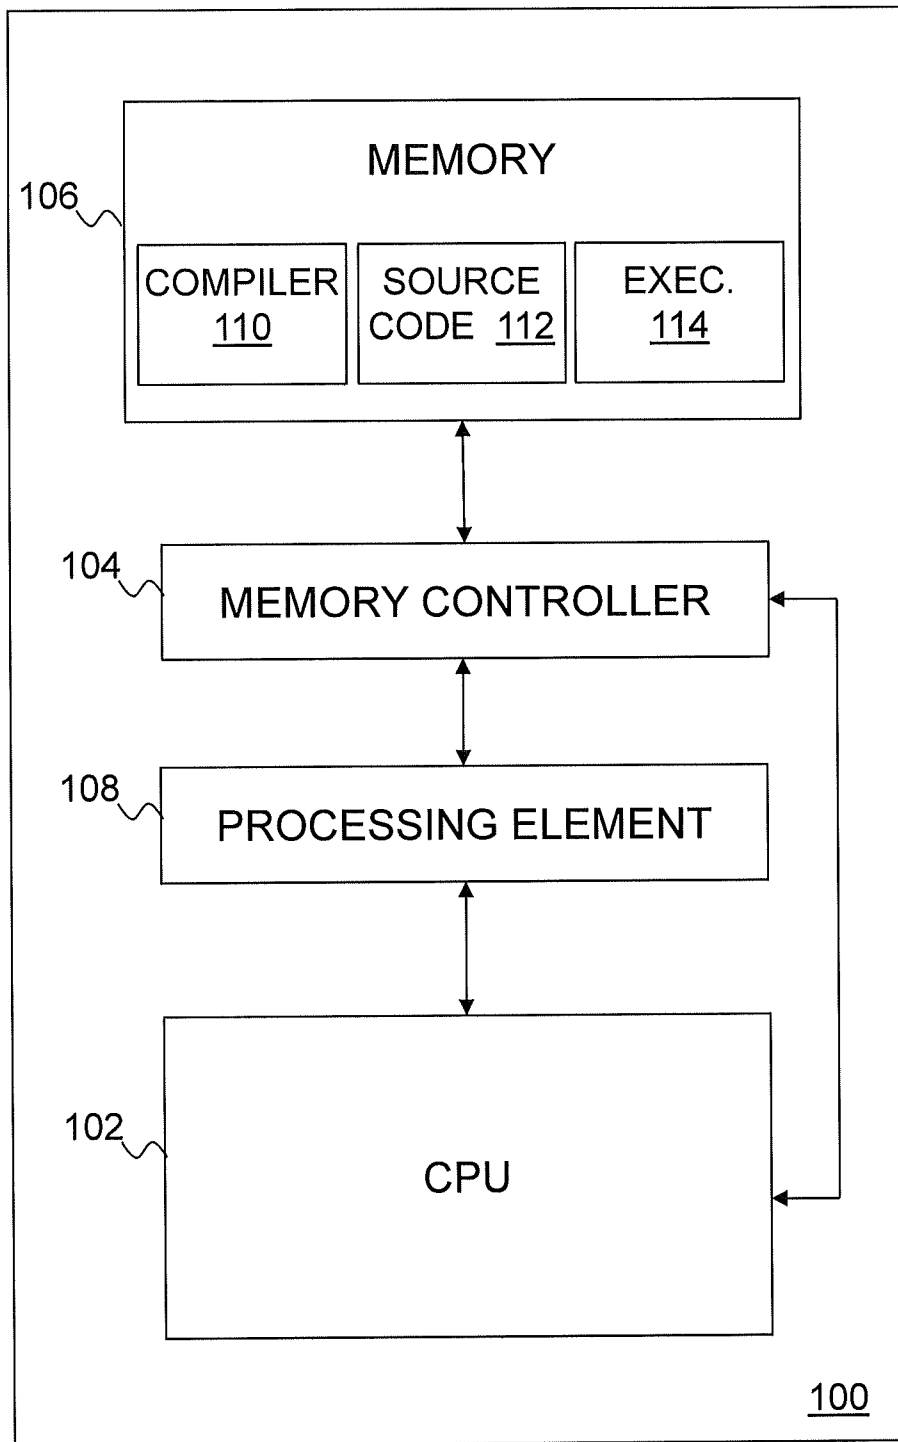 MEMORY
106
COMPILER
110
SOURCE
CODE 112
EXEC.
114
104
MEMORY CONTROLLER
108
PROCESSING ELEMENT
102
CPU
100